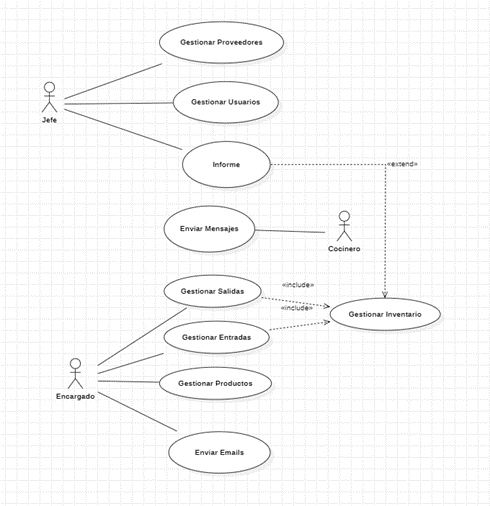 Gestionar Proveedores
Gestionar Usuarios
Jefe
Informe
«extend»
Enviar Mensajes
Cocinero
Gestionar Salidas
«include»
«include»
Gestionar Inventario
Gestionar Entradas
Gestionar Productos
Encargado
Enviar Emails